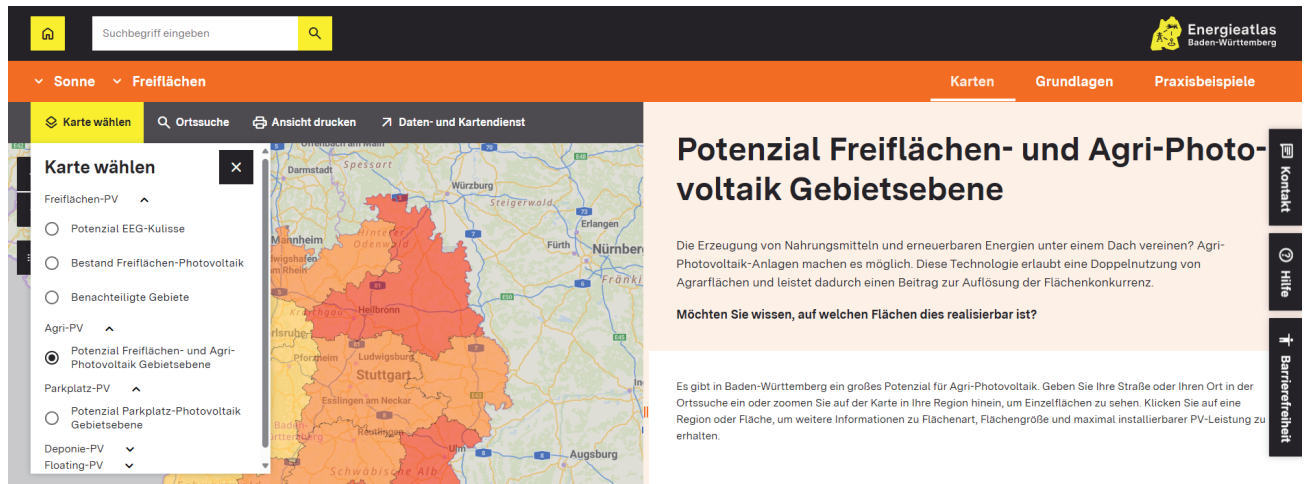 Suchbegriff eingeben
Energieatlas
Baden-Württemberg
Sonne
Freiflächen
Karten
Grundlagen
Praxisbeispiele
Karte wählen
Ortssuche
Ansicht drucken
Daten- und Kartendienst
Karte wählen
Freiflächen-PV
Potenzial EEG-Kulisse
Bestand Freiflächen-Photovoltaik
Benachteiligte Gebiete
Agri-PV
Potenzial Freiflächen- und Agri-
Photovoltaik Gebietsebene
Parkplatz-PV
Potenzial Parkplatz-Photovoltaik
Gebietsebene
Deponie-PV
Floating-PV
Darmstadt
Spessart
Würzburg
Steigerwald
Erlangen
Fürth
Nürnber
Fränki
Mannheim
Odenwald
am Rhein
Heilbronn
Pforzheim
Ludwigsburg
Stuttgart
Esslingen am Neckar
Reutlingen
Ulm
Augsburg
Schwäbische Alb
Potenzial Freiflächen- und Agri-Photo-
voltaik Gebietsebene
Die Erzeugung von Nahrungsmitteln und erneuerbaren Energien unter einem Dach vereinen? Agri-
Photovoltaik-Anlagen machen es möglich. Diese Technologie erlaubt eine Doppelnutzung von
Agrarflächen und leistet dadurch einen Beitrag zur Auflösung der Flächenkonkurrenz.
Möchten Sie wissen, auf welchen Flächen dies realisierbar ist?
Es gibt in Baden-Württemberg ein großes Potenzial für Agri-Photovoltaik. Geben Sie Ihre Straße oder Ihren Ort in der
Ortssuche ein oder zoomen Sie auf der Karte in Ihre Region hinein, um Einzelflächen zu sehen. Klicken Sie auf eine
Region oder Fläche, um weitere Informationen zu Flächenart, Flächengröße und maximal installierbarer PV-Leistung zu
erhalten.
Kontakt
Hilfe
Barrierefreiheit